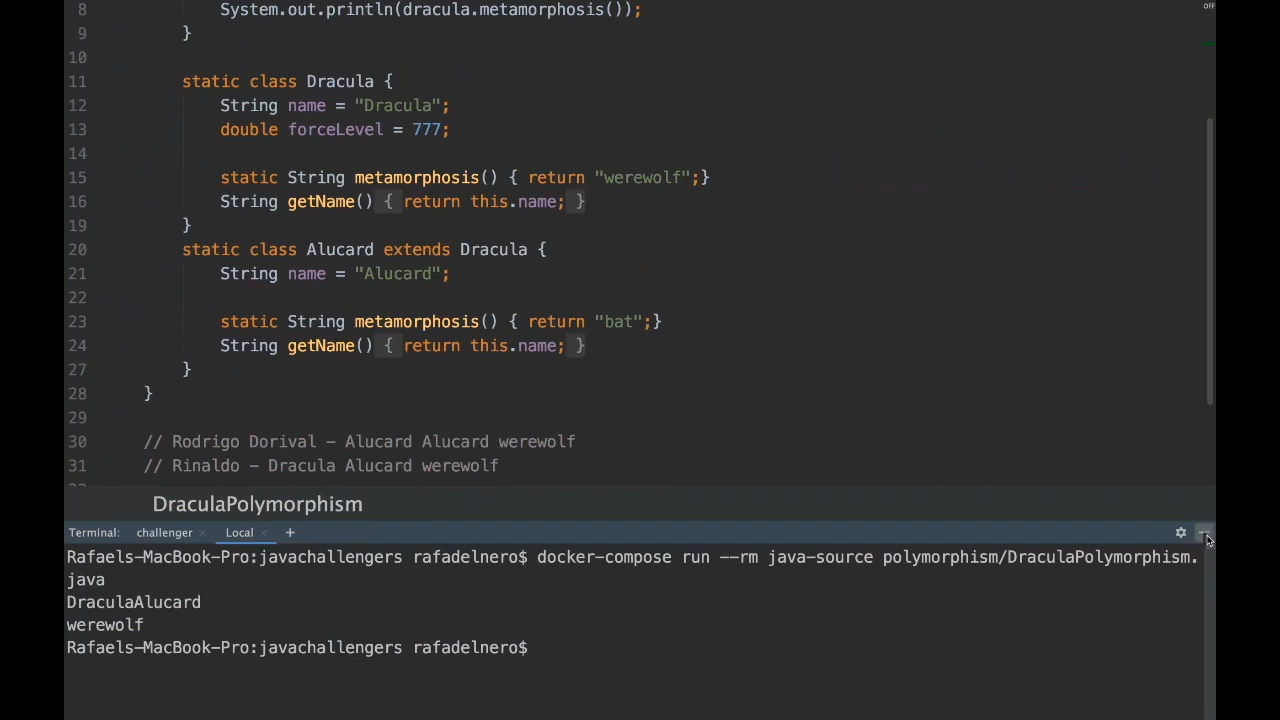 OFF
8 System.out.println(dracula.metamorphosis());
9 }
10
11 static class Dracula {
12 String name = "Dracula";
13 double forceLevel = 777;
14
15 static String metamorphosis() { return "werewolf";}
16 String getName() { return this.name; }
19 }
20 static class Alucard extends Dracula {
21 String name = "Alucard";
22
23 static String metamorphosis() { return "bat";}
24 String getName() { return this.name; }
27 }
28 }
29
30 // Rodrigo Dorival - Alucard Alucard werewolf
31 // Rinaldo - Dracula Alucard werewolf
DraculaPolymorphism
Terminal: challenger × Local × +
Rafaels-MacBook-Pro:javachallengers rafadelnero$ docker-compose run --rm java-source polymorphism/DraculaPolymorphism.
java
DraculaAlucard
werewolf
Rafaels-MacBook-Pro:javachallengers rafadelnero$